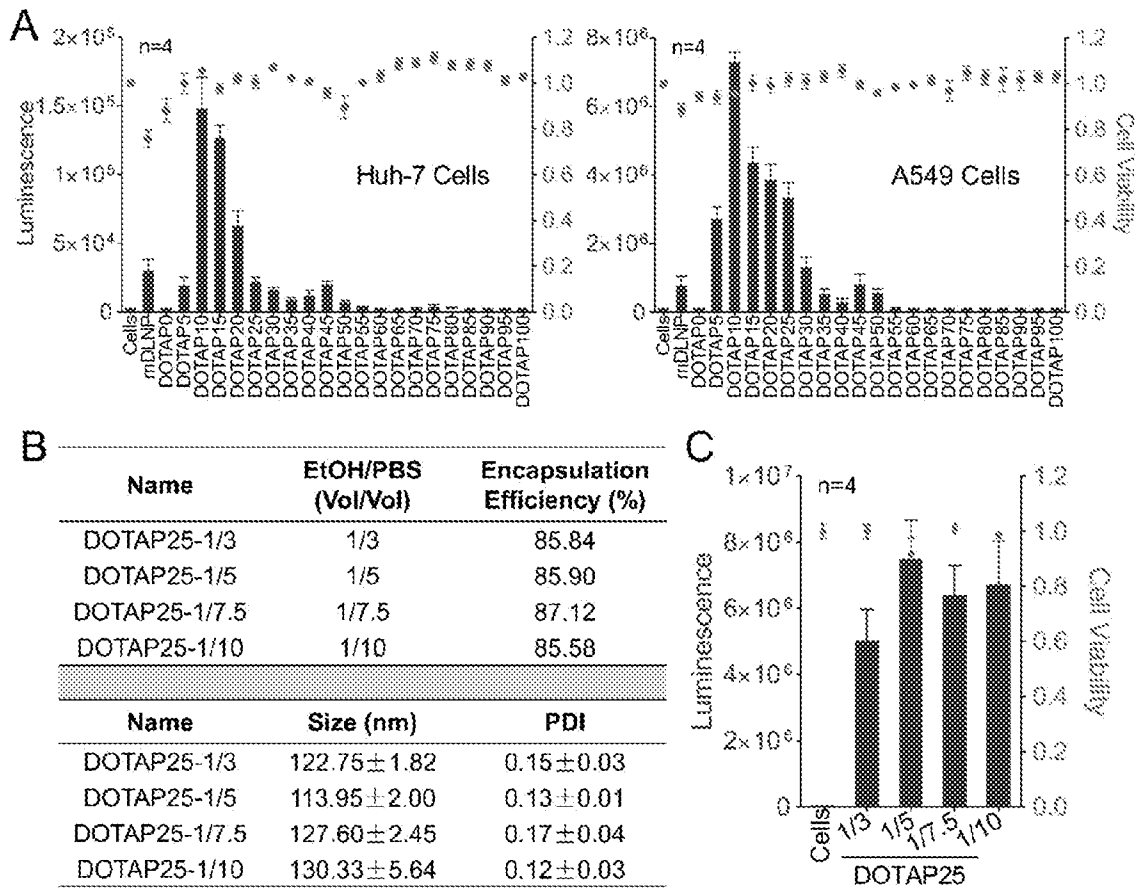 A
n=4
2×10⁵
1.5×10⁵
1×10⁵
5×10⁴
0
Luminescence
Huh-7 Cells
1.2
1.0
0.8
0.6
0.4
0.2
0.0
Cells
mDLNP
DOTAP0
DOTAP5
DOTAP10
DOTAP15
DOTAP20
DOTAP25
DOTAP30
DOTAP35
DOTAP40
DOTAP45
DOTAP50
DOTAP55
DOTAP60
DOTAP65
DOTAP70
DOTAP75
DOTAP80
DOTAP85
DOTAP90
DOTAP95
DOTAP100
n=4
8×10⁶
6×10⁶
4×10⁶
2×10⁶
0
A549 Cells
1.2
1.0
0.8
0.6
0.4
0.2
0.0
Cell Viability
Cells
mDLNP
DOTAP0
DOTAP5
DOTAP10
DOTAP15
DOTAP20
DOTAP25
DOTAP30
DOTAP35
DOTAP40
DOTAP45
DOTAP50
DOTAP55
DOTAP60
DOTAP65
DOTAP70
DOTAP75
DOTAP80
DOTAP85
DOTAP90
DOTAP95
DOTAP100
B
Name EtOH/PBS (Vol/Vol) Encapsulation Efficiency (%)
DOTAP25-1/3 1/3 85.84
DOTAP25-1/5 1/5 85.90
DOTAP25-1/7.5 1/7.5 87.12
DOTAP25-1/10 1/10 85.58
Name Size (nm) PDI
DOTAP25-1/3 122.75±1.82 0.15±0.03
DOTAP25-1/5 113.95±2.00 0.13±0.01
DOTAP25-1/7.5 127.60±2.45 0.17±0.04
DOTAP25-1/10 130.33±5.64 0.12±0.03
C
n=4
1×10⁷
8×10⁶
6×10⁶
4×10⁶
2×10⁶
0
Luminescence
1.2
1.0
0.8
0.6
0.4
0.2
0.0
Cell Viability
Cells
1/3
1/5
1/7.5
1/10
DOTAP25